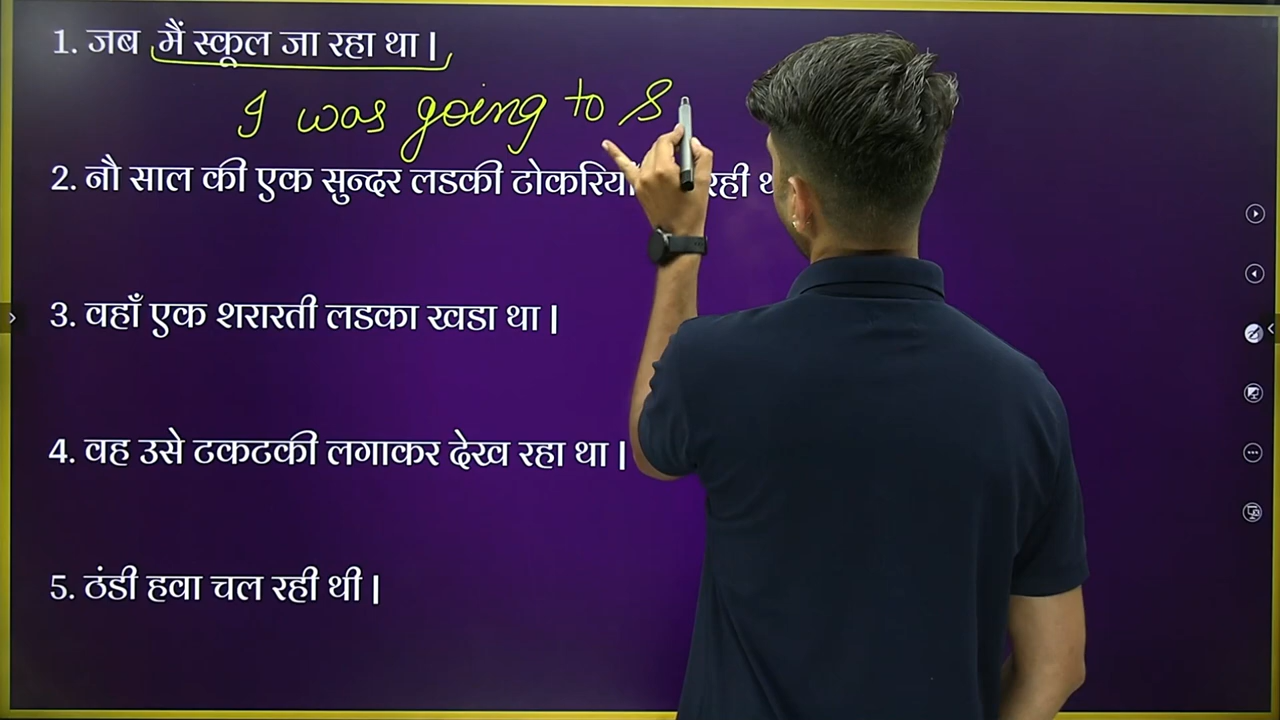 1. जब मैं स्कूल जा रहा था |
I was going to S
2. नौ साल की एक सुन्दर लडकी रही
3. वहाँ एक शरारती लडका खडा था |
4. वह उसे टकटकी लगाकर देख रहा था |
5. ठंडी हवा चल रही थी |